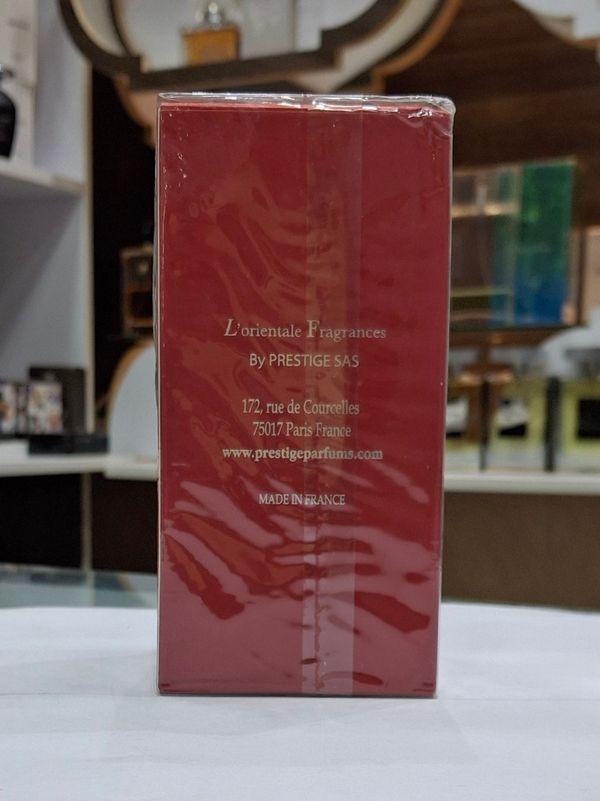 L'orientale Fragrances
By PRESTIGE SAS
172, rue de Courcelles
75017 Paris France
www.prestigeparfums.com
MADE IN FRANCE